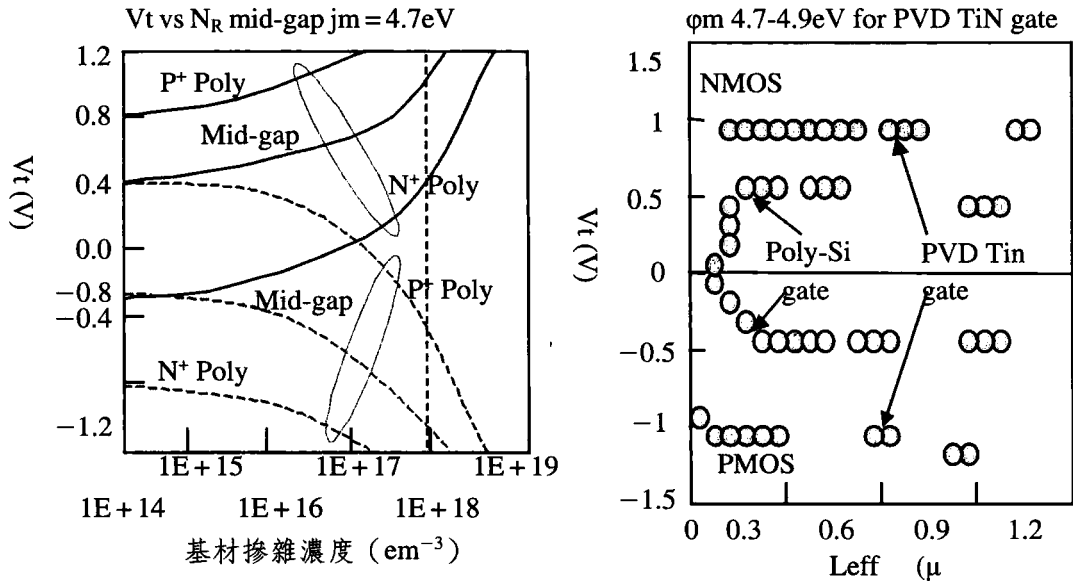 Vt vs NR mid-gap jm = 4.7eV
1.2
0.8
0.4
0.0
−0.8
−0.4
−1.2
Vt (V)
P+ Poly
Mid-gap
N+ Poly
Mid-gap
P+ Poly
N+ Poly
1E+15
1E+17
1E+19
1E+14
1E+16
1E+18
基材摻雜濃度（em−3）
φm 4.7-4.9eV for PVD TiN gate
NMOS
1
0.5
0
−0.5
−1
−1.5
Vt (V)
Poly-Si
PVD Tin
gate
gate
PMOS
0
0.3
0.6
0.9
1.2
Leff (μ